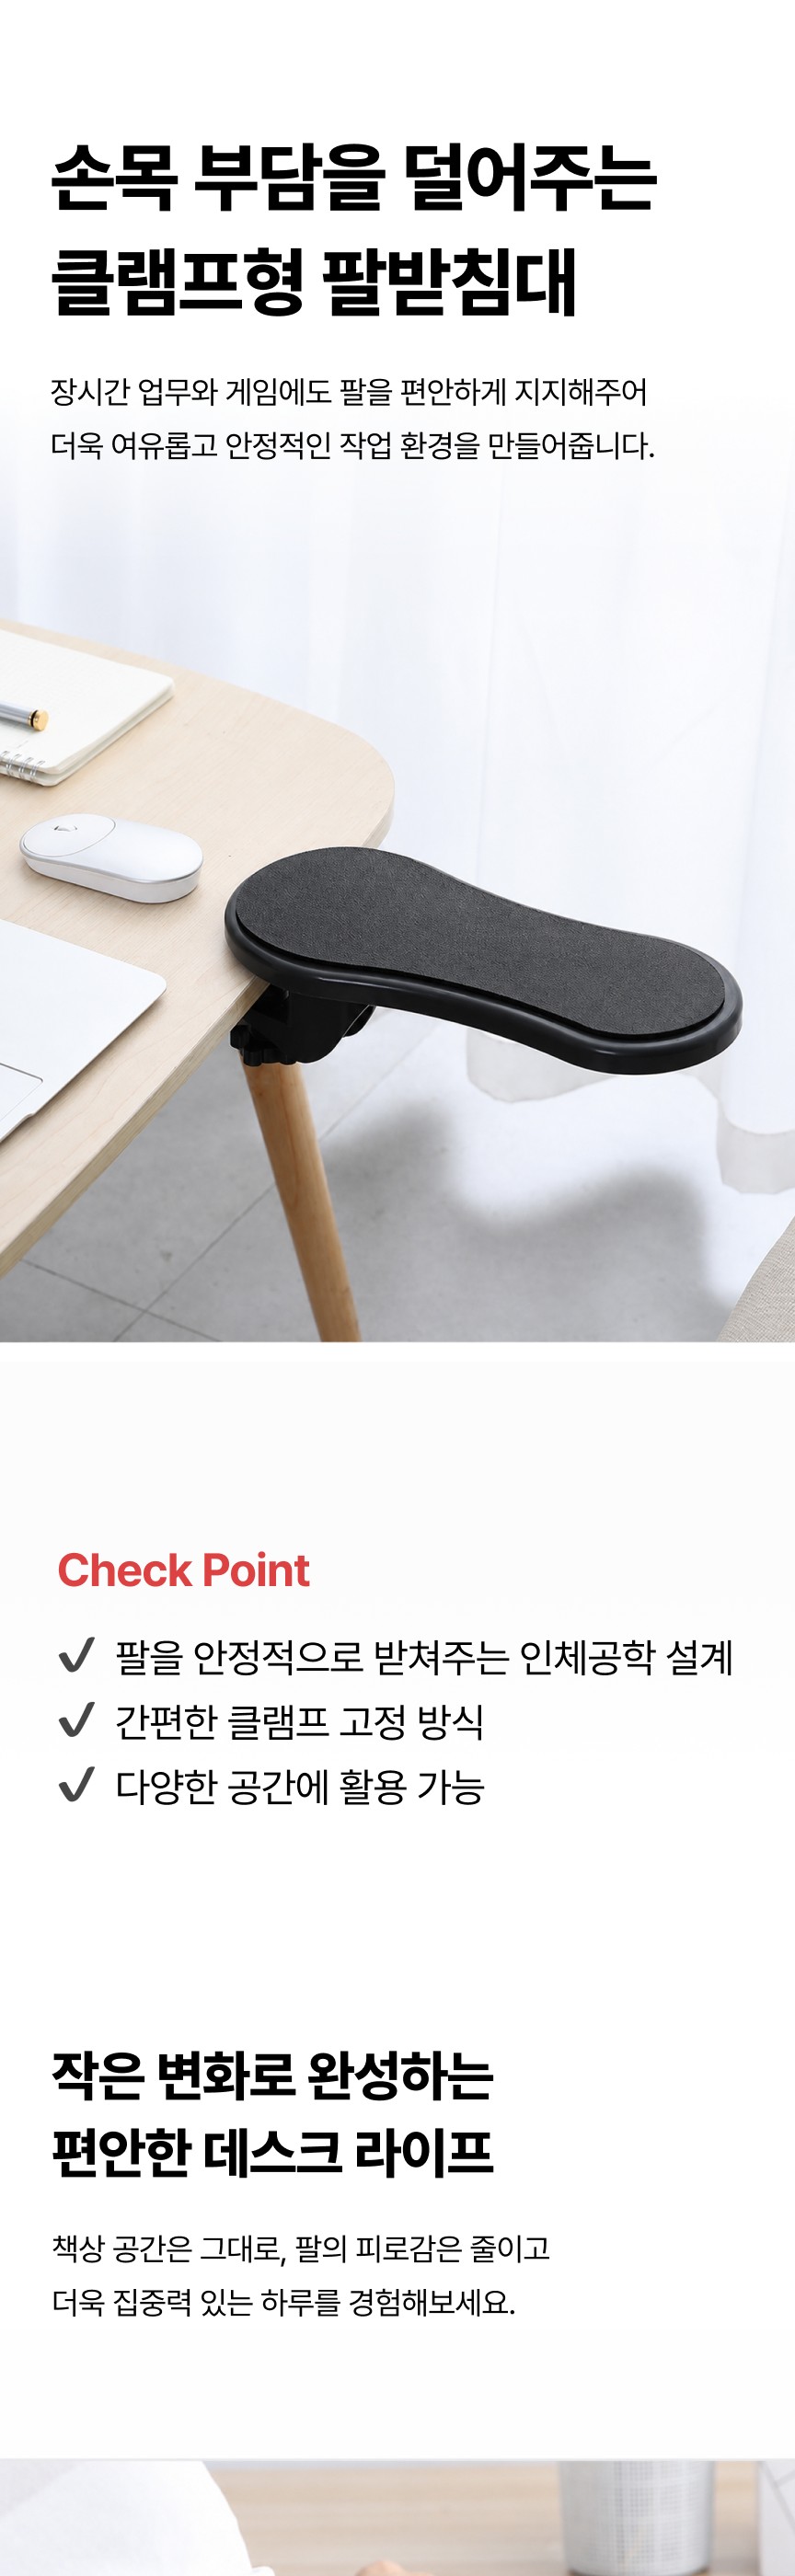 손목 부담을 덜어주는
클램프형 팔받침대
장시간 업무와 게임에도 팔을 편안하게 지지해주어
더욱 여유롭고 안정적인 작업 환경을 만들어줍니다.
Check Point
팔을 안정적으로 받쳐주는 인체공학 설계
간편한 클램프 고정 방식
다양한 공간에 활용 가능
작은 변화로 완성하는
편안한 데스크 라이프
책상 공간은 그대로, 팔의 피로감은 줄이고
더욱 집중력 있는 하루를 경험해보세요.